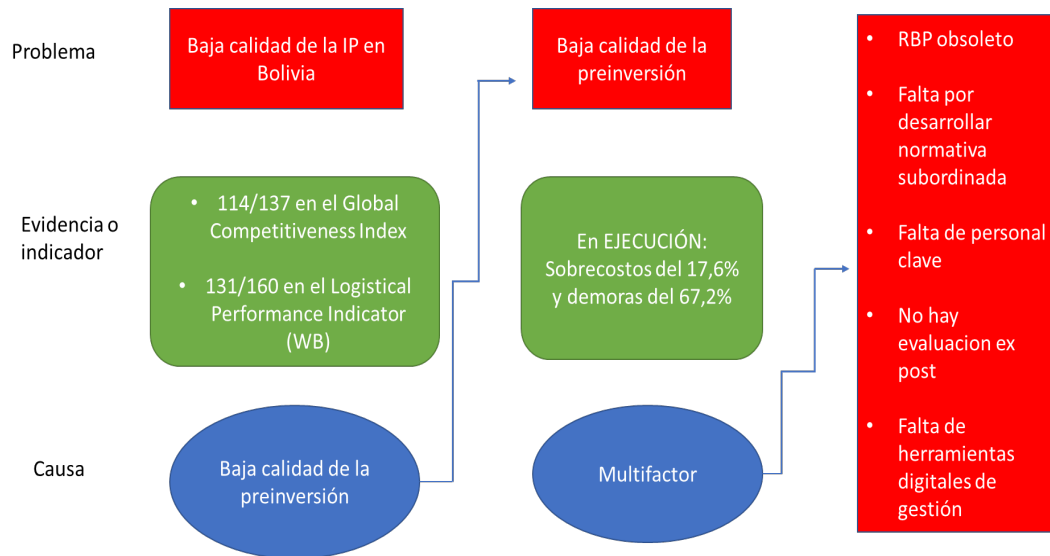 Problema
Baja calidad de la IP en
Bolivia
Baja calidad de la
preinversión
Evidencia o
indicador
• 114/137 en el Global
Competitiveness Index
• 131/160 en el Logistical
Performance Indicator
(WB)
En EJECUCIÓN:
Sobrecostos del 17,6%
y demoras del 67,2%
Causa
Baja calidad de la
preinversión
Multifactor
• RBP obsoleto
• Falta por
desarrollar
normativa
subordinada
• Falta de personal
clave
• No hay
evaluacion ex
post
• Falta de
herramientas
digitales de
gestión